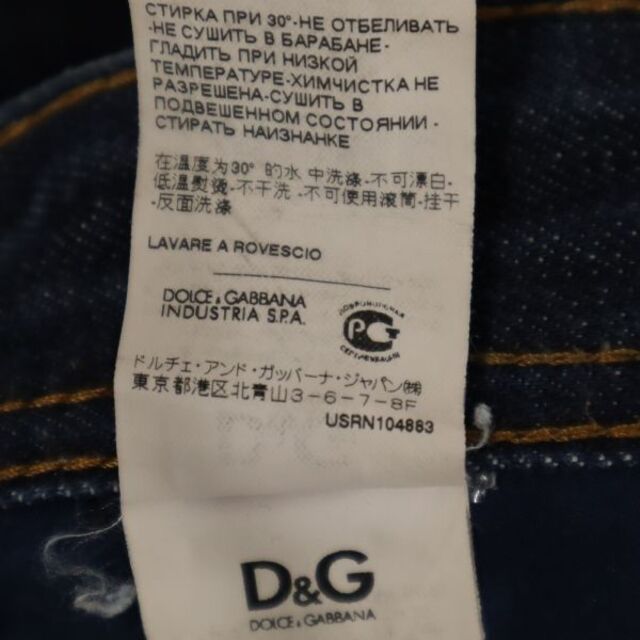 СТИРКА ПРИ 30°-НЕ ОТБЕЛИВАТЬ
-НЕ СУШИТЬ В БАРАБАНЕ-
ГЛАДИТЬ ПРИ НИЗКОЙ
ТЕМПЕРАТУРЕ-ХИМЧИСТКА НЕ
РАЗРЕШЕНА-СУШИТЬ В
ПОДВЕШЕННОМ СОСТОЯНИИ -
СТИРАТЬ НАИЗНАНКЕ
在温度为30° 的水 中洗涤-不可漂白-
低温熨烫-不干洗-不可使用滚筒-挂干
-反面洗涤
LAVARE A ROVESCIO
DOLCE & GABBANA
INDUSTRIA S.P.A.
PG
ドルチェ・アンド・ガッバーナ・ジャパン㈱
東京都港区北青山3-6-7-8F
USRN104883
D&G
DOLCE & GABBANA